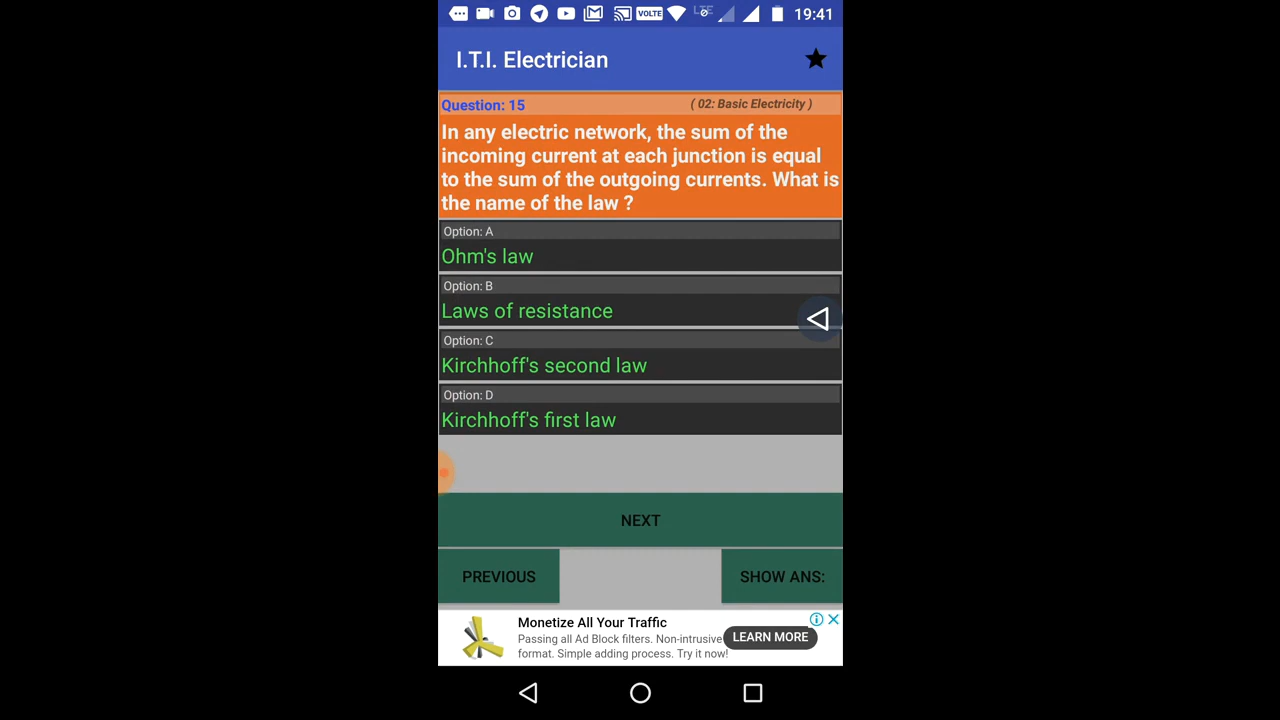 VOLTE LTE 19:41
I.T.I. Electrician
Question: 15 ( 02: Basic Electricity )
In any electric network, the sum of the
incoming current at each junction is equal
to the sum of the outgoing currents. What is
the name of the law ?
Option: A
Ohm's law
Option: B
Laws of resistance
Option: C
Kirchhoff's second law
Option: D
Kirchhoff's first law
NEXT
PREVIOUS SHOW ANS:
Monetize All Your Traffic
Passing all Ad Block filters. Non-intrusive
format. Simple adding process. Try it now!
LEARN MORE